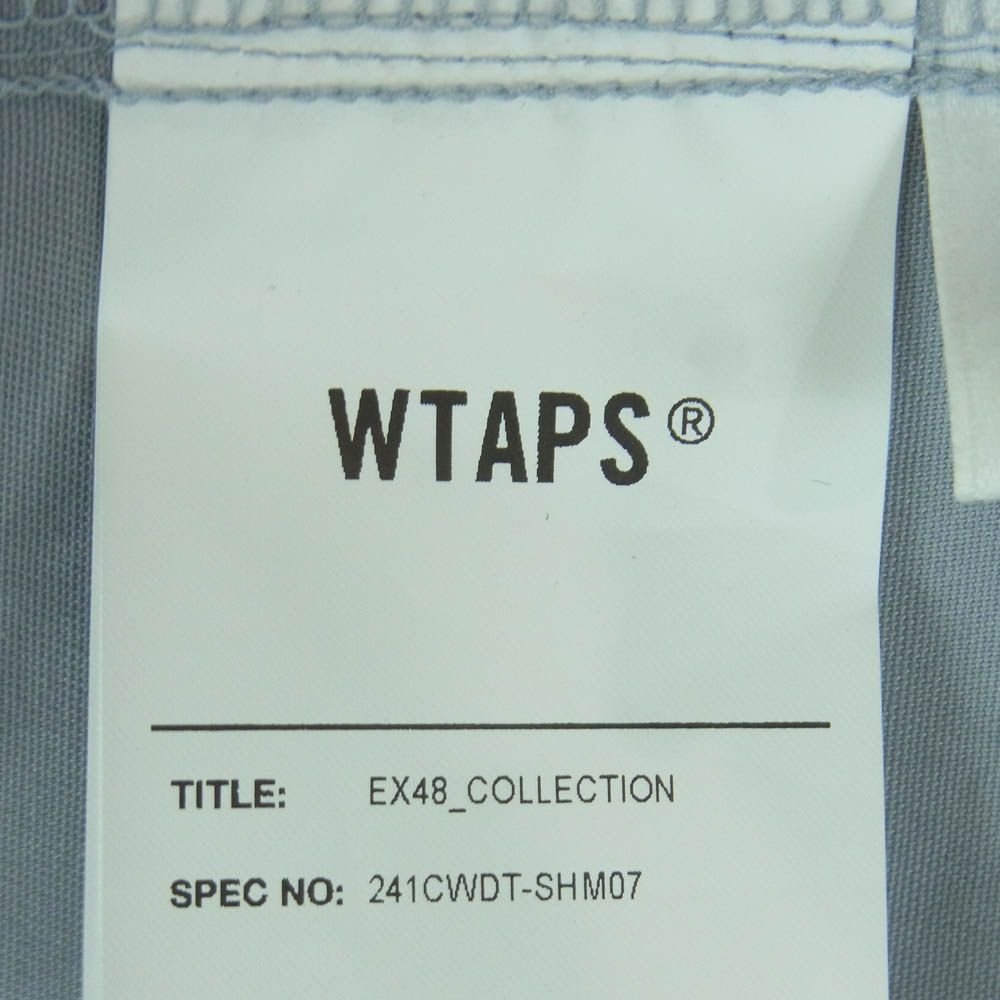 WTAPS®
TITLE: EX48_COLLECTION
SPEC NO: 241CWDT-SHM07